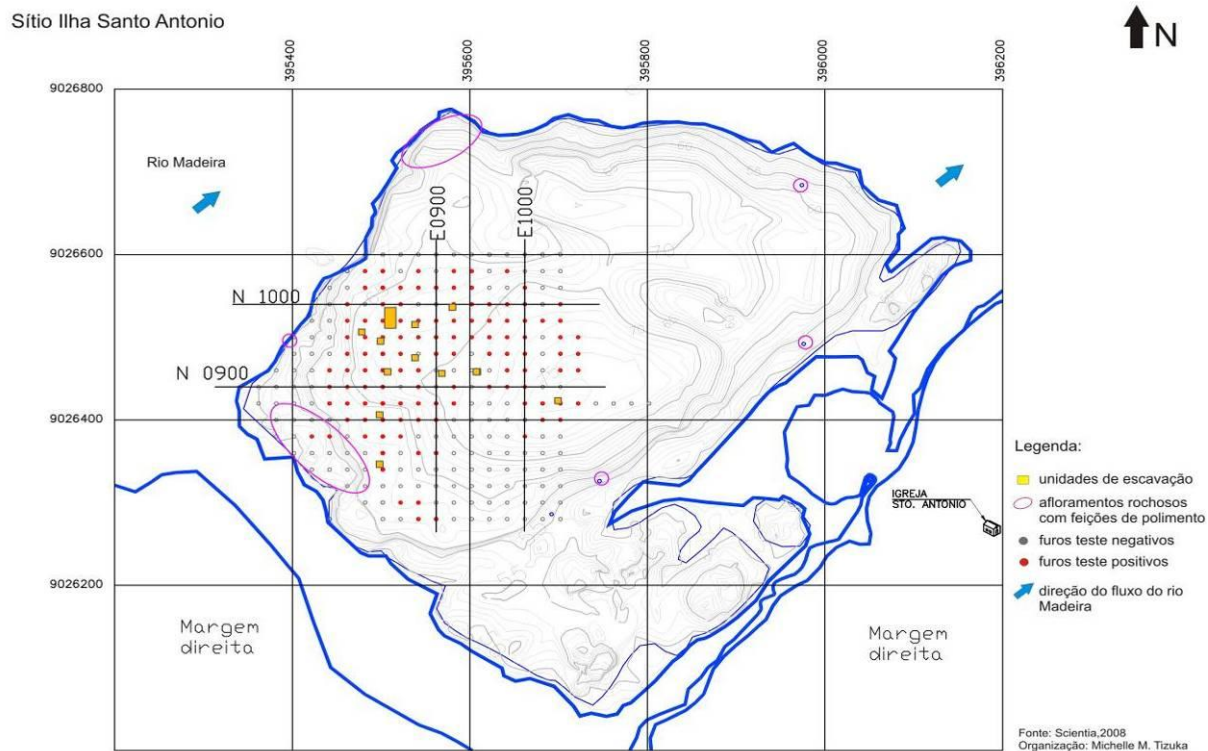 Sítio Ilha Santo Antonio
N
395400
395600
395800
396000
396200
9026800
Rio Madeira
E0900
E1000
9026600
N 1000
N 0900
9026400
Legenda:
unidades de escavação
afloramentos rochosos
com feições de polimento
furos teste negativos
furos teste positivos
direção do fluxo do rio
Madeira
IGREJA
STO. ANTONIO
9026200
Margem
direita
Margem
direita
Fonte: Scientia,2008
Organização: Michelle M. Tizuka